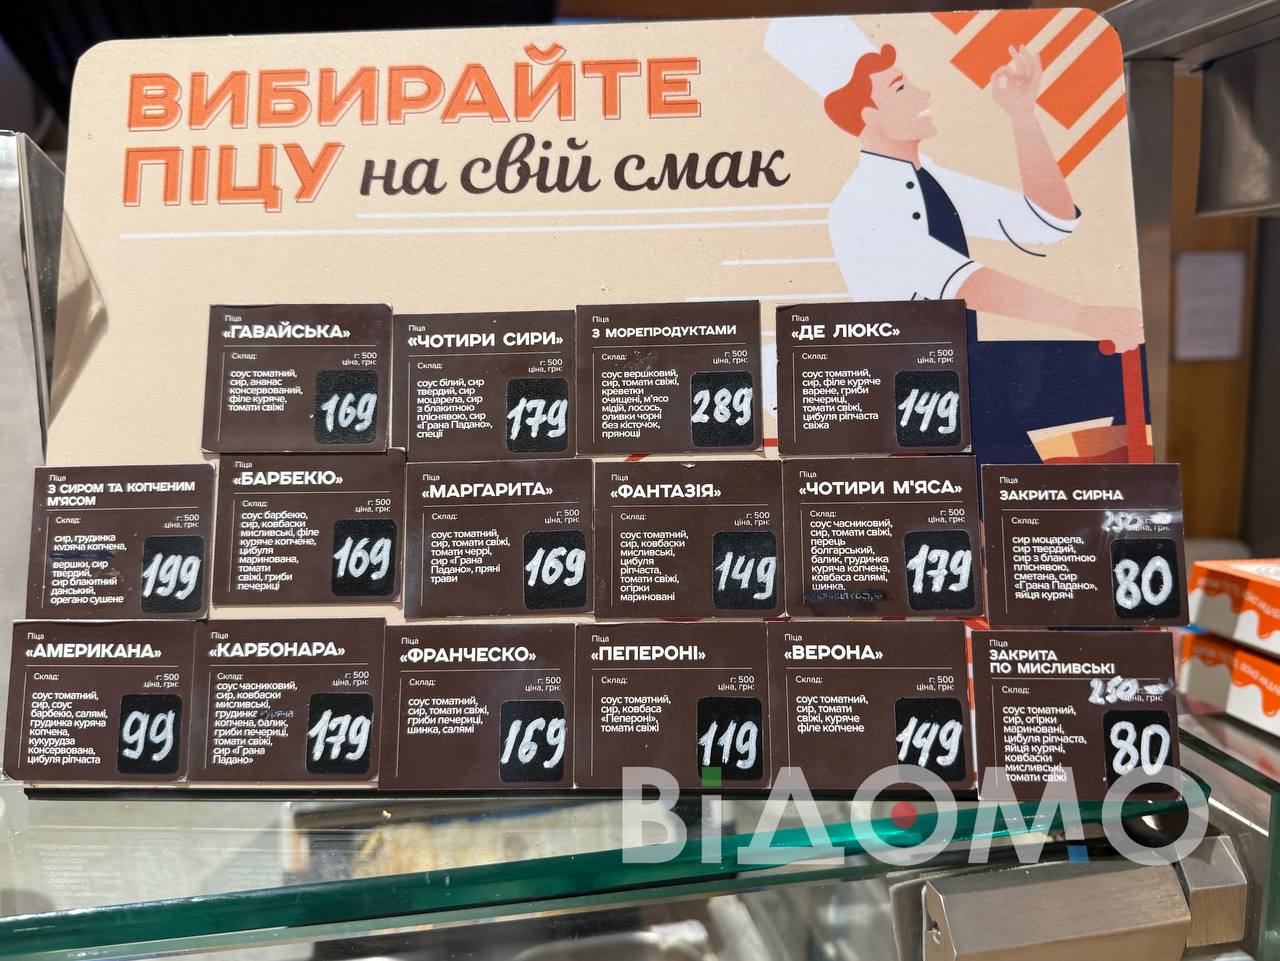 ВИБИРАЙТЕ
ПІЦУ на свій смак
Піца
«ГАВАЙСЬКА»
Склад:
г: 500
ціна, грн:
соус томатний,
сир, ананас
консервований,
філе куряче,
томати свіжі
169
Піца
«ЧОТИРИ СИРИ»
Склад:
г: 500
ціна, грн:
соус білий, сир
твердий, сир
моцарела, сир
з блакитною
пліснявою, сир
«Грана Падано»,
спеції
179
Піца
З МОРЕПРОДУКТАМИ
Склад:
г: 500
ціна, грн:
соус вершковий,
сир, томати свіжі,
креветки
очищені, м'ясо
мідій, лосось,
оливки чорні
без кісточок,
прянощі
289
Піца
«ДЕ ЛЮКС»
Склад:
г: 500
ціна, грн:
соус томатний,
сир, філе куряче
варене, гриби
печериці,
томати свіжі,
цибуля ріпчаста
свіжа
149
Піца
З СИРОМ ТА КОПЧЕНИМ
М'ЯСОМ
Склад:
г: 500
ціна, грн:
сир, грудинка
куряча копчена,
вершки, сир
твердий,
сир блакитний
данський,
орегано сушене
199
Піца
«БАРБЕКЮ»
Склад:
г: 500
ціна, грн:
соус барбекю,
сир, ковбаски
мисливські, філе
куряче копчене,
цибуля
маринована,
томати
свіжі, гриби
печериці
169
Піца
«МАРГАРИТА»
Склад:
г: 500
ціна, грн:
соус томатний,
сир, томати свіжі,
томати черрі,
сир «Грана
Падано», пряні
трави
169
Піца
«ФАНТАЗІЯ»
Склад:
г: 500
ціна, грн:
соус томатний,
сир, ковбаски
мисливські,
цибуля
ріпчаста,
томати свіжі,
огірки
мариновані
149
Піца
«ЧОТИРИ М'ЯСА»
Склад:
г: 500
ціна, грн:
соус часниковий,
сир, томати свіжі,
перець
болгарський,
балик, грудинка
куряча копчена,
ковбаса салямі,
шинка,
179
Піца
ЗАКРИТА СИРНА
Склад:
250
ціна, грн:
сир моцарела,
сир твердий,
сир з блакитною
пліснявою,
сметана, сир
«Грана Падано»,
яйця курячі
80
Піца
«АМЕРИКАНА»
Склад:
г: 500
ціна, грн:
соус томатний,
сир, соус
барбекю, салямі,
грудинка куряча
копчена,
кукурудза
консервована,
цибуля ріпчаста
99
Піца
«КАРБОНАРА»
Склад:
г: 500
ціна, грн:
соус часниковий,
сир, ковбаски
мисливські,
грудинка куряча
копчена, балик,
гриби печериці,
томати свіжі,
сир «Грана
Падано»
179
Піца
«ФРАНЧЕСКО»
Склад:
г: 500
ціна, грн:
соус томатний,
сир, томати свіжі,
гриби печериці,
шинка, салямі
169
Піца
«ПЕПЕРОНІ»
Склад:
г: 500
ціна, грн:
соус томатний,
сир, ковбаса
«Пепероні»,
томати свіжі
119
Піца
«ВЕРОНА»
Склад:
г: 500
ціна, грн:
соус томатний,
сир, томати
свіжі, куряче
філе копчене
149
Піца
ЗАКРИТА
ПО МИСЛИВСЬКІ
Склад:
250
ціна, грн:
соус томатний,
сир, огірки
мариновані,
цибуля ріпчаста,
яйця курячі,
ковбаски
мисливські,
томати свіжі
80
ВіДОМО